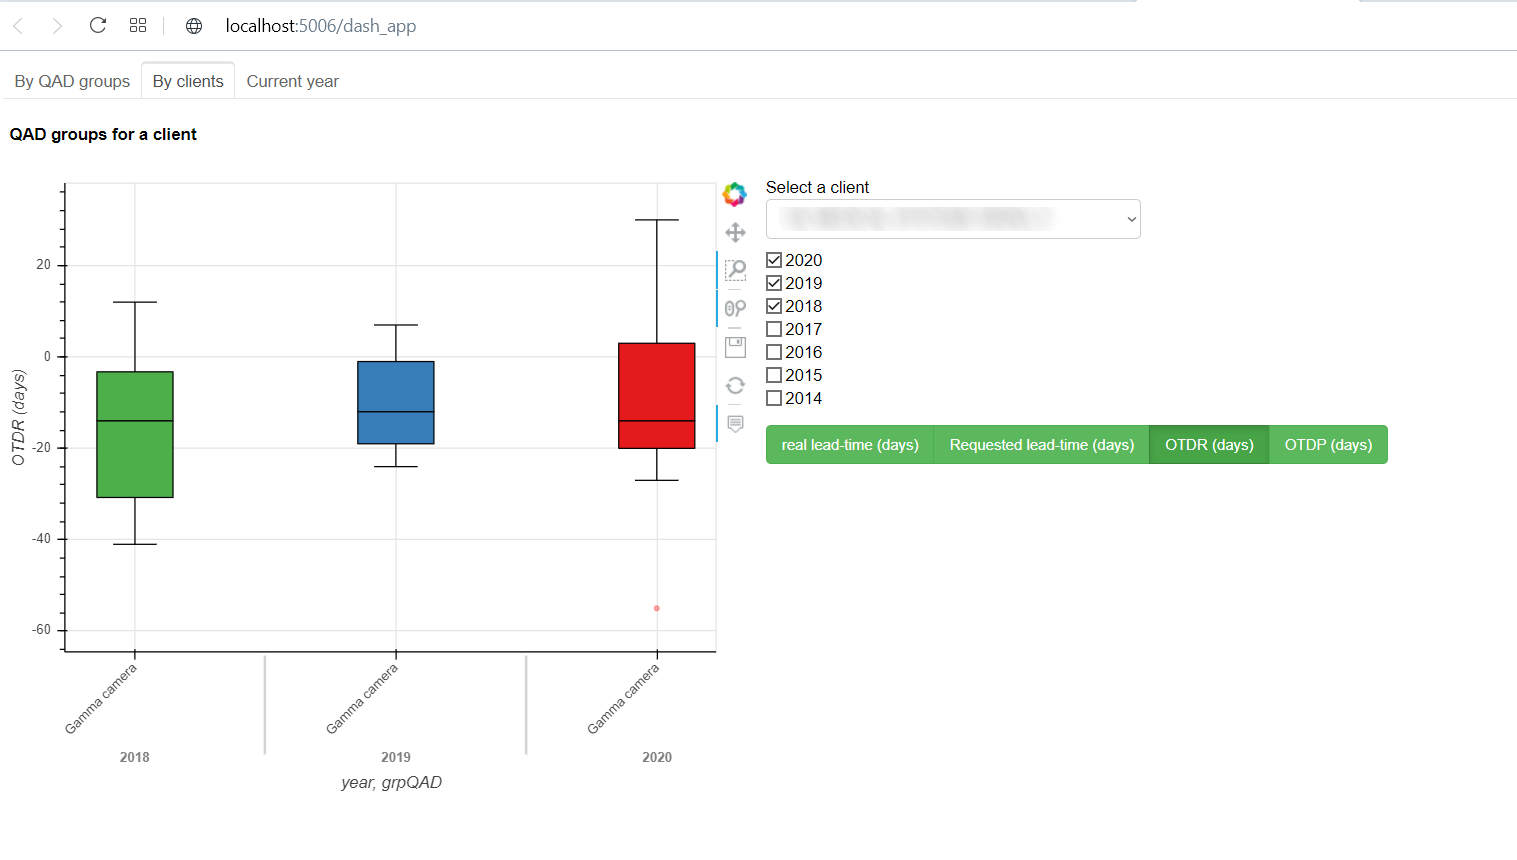 localhost:5006/dash_app
By QAD groups
By clients
Current year
QAD groups for a client
Select a client
2020
2019
2018
2017
2016
2015
2014
real lead-time (days)
Requested lead-time (days)
OTDR (days)
OTDP (days)
OTDR (days)
20
0
-20
-40
-60
Gamma camera
Gamma camera
Gamma camera
2018
2019
2020
year, grpQAD